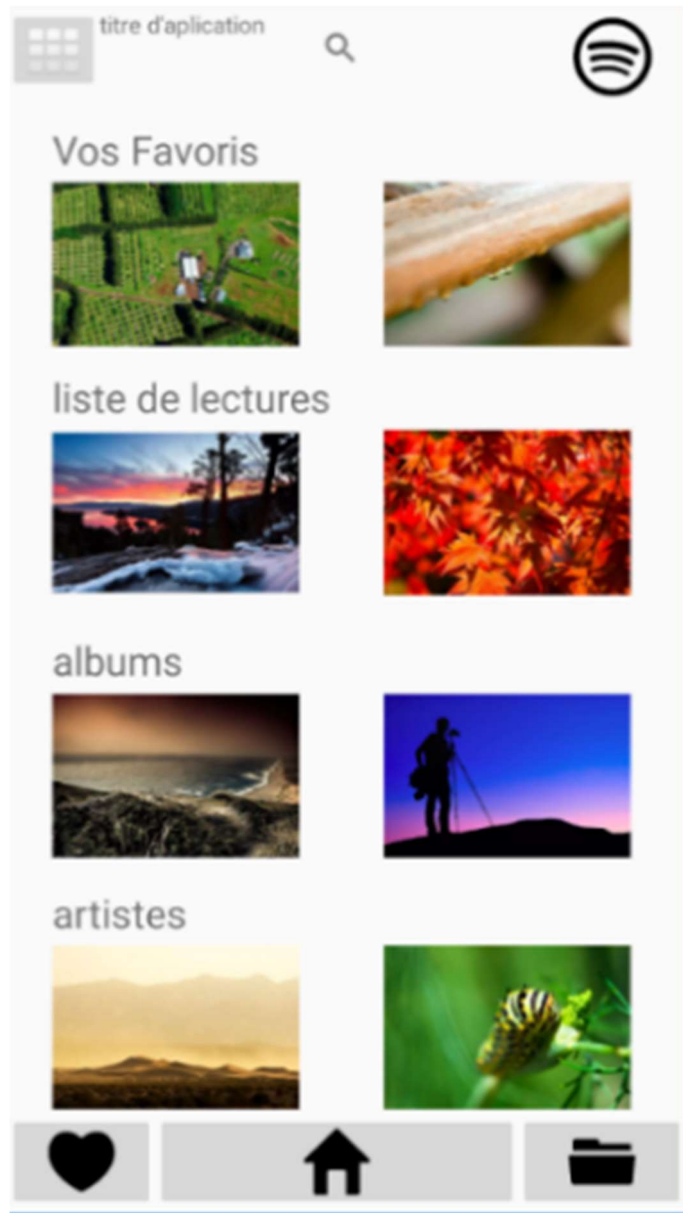 titre d'aplication
Vos Favoris
liste de lectures
albums
artistes